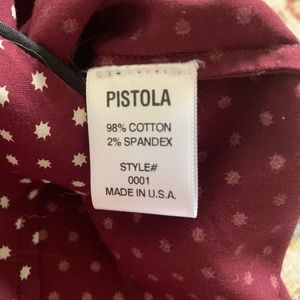 PISTOLA
98% COTTON
2% SPANDEX
STYLE#
0001
MADE IN U.S.A.